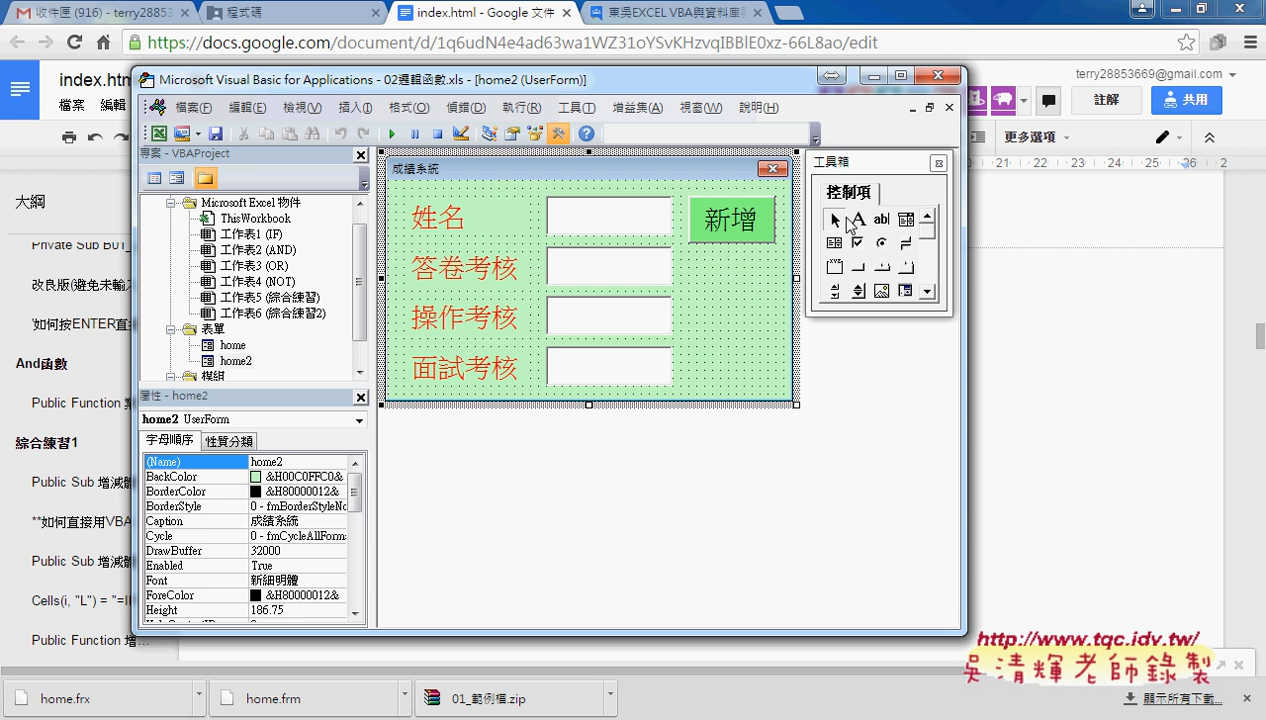 收件匣 (916) - terry28853
程式碼
index.html - Google 文件
東吳EXCEL VBA與資料庫
https://docs.google.com/document/d/1q6udN4e4ad63wa1WZ31oYSvKHzvqIBBlE0xz-66L8ao/edit
index.htm
terry28853669@gmail.com
檔案
編輯
註解
共用
更多選項
21 22 23 24 25 26 2
大綱
Private Sub BOT_
改良版(避免未輸入
'如何按ENTER直接
And函數
Public Function 業
綜合練習1
Public Sub 增減額
**如何直接用VBA
Public Sub 增減額
Cells(i, "L") = "=II
Public Function 增...
Microsoft Visual Basic for Applications - 02邏輯函數.xls - [home2 (UserForm)]
檔案(F) 編輯(E) 檢視(V) 插入(I) 格式(O) 偵錯(D) 執行(R) 工具(T) 增益集(A) 視窗(W) 說明(H)
專案 - VBAProject
Microsoft Excel 物件
ThisWorkbook
工作表1 (IF)
工作表2 (AND)
工作表3 (OR)
工作表4 (NOT)
工作表5 (綜合練習)
工作表6 (綜合練習2)
表單
home
home2
模組
屬性 - home2
home2 UserForm
字母順序 性質分類
(Name) home2
BackColor &H00C0FFC0&
BorderColor &H80000012&
BorderStyle 0 - fmBorderStyleNo
Caption 成績系統
Cycle 0 - fmCycleAllForm
DrawBuffer 32000
Enabled True
Font 新細明體
ForeColor &H80000012&
Height 186.75
成績系統
姓名
新增
答卷考核
操作考核
面試考核
工具箱
控制項
A
ab
http://www.tqc.idv.tw/
吳清輝老師錄製
home.frx
home.frm
01_範例檔.zip
顯示所有下載...